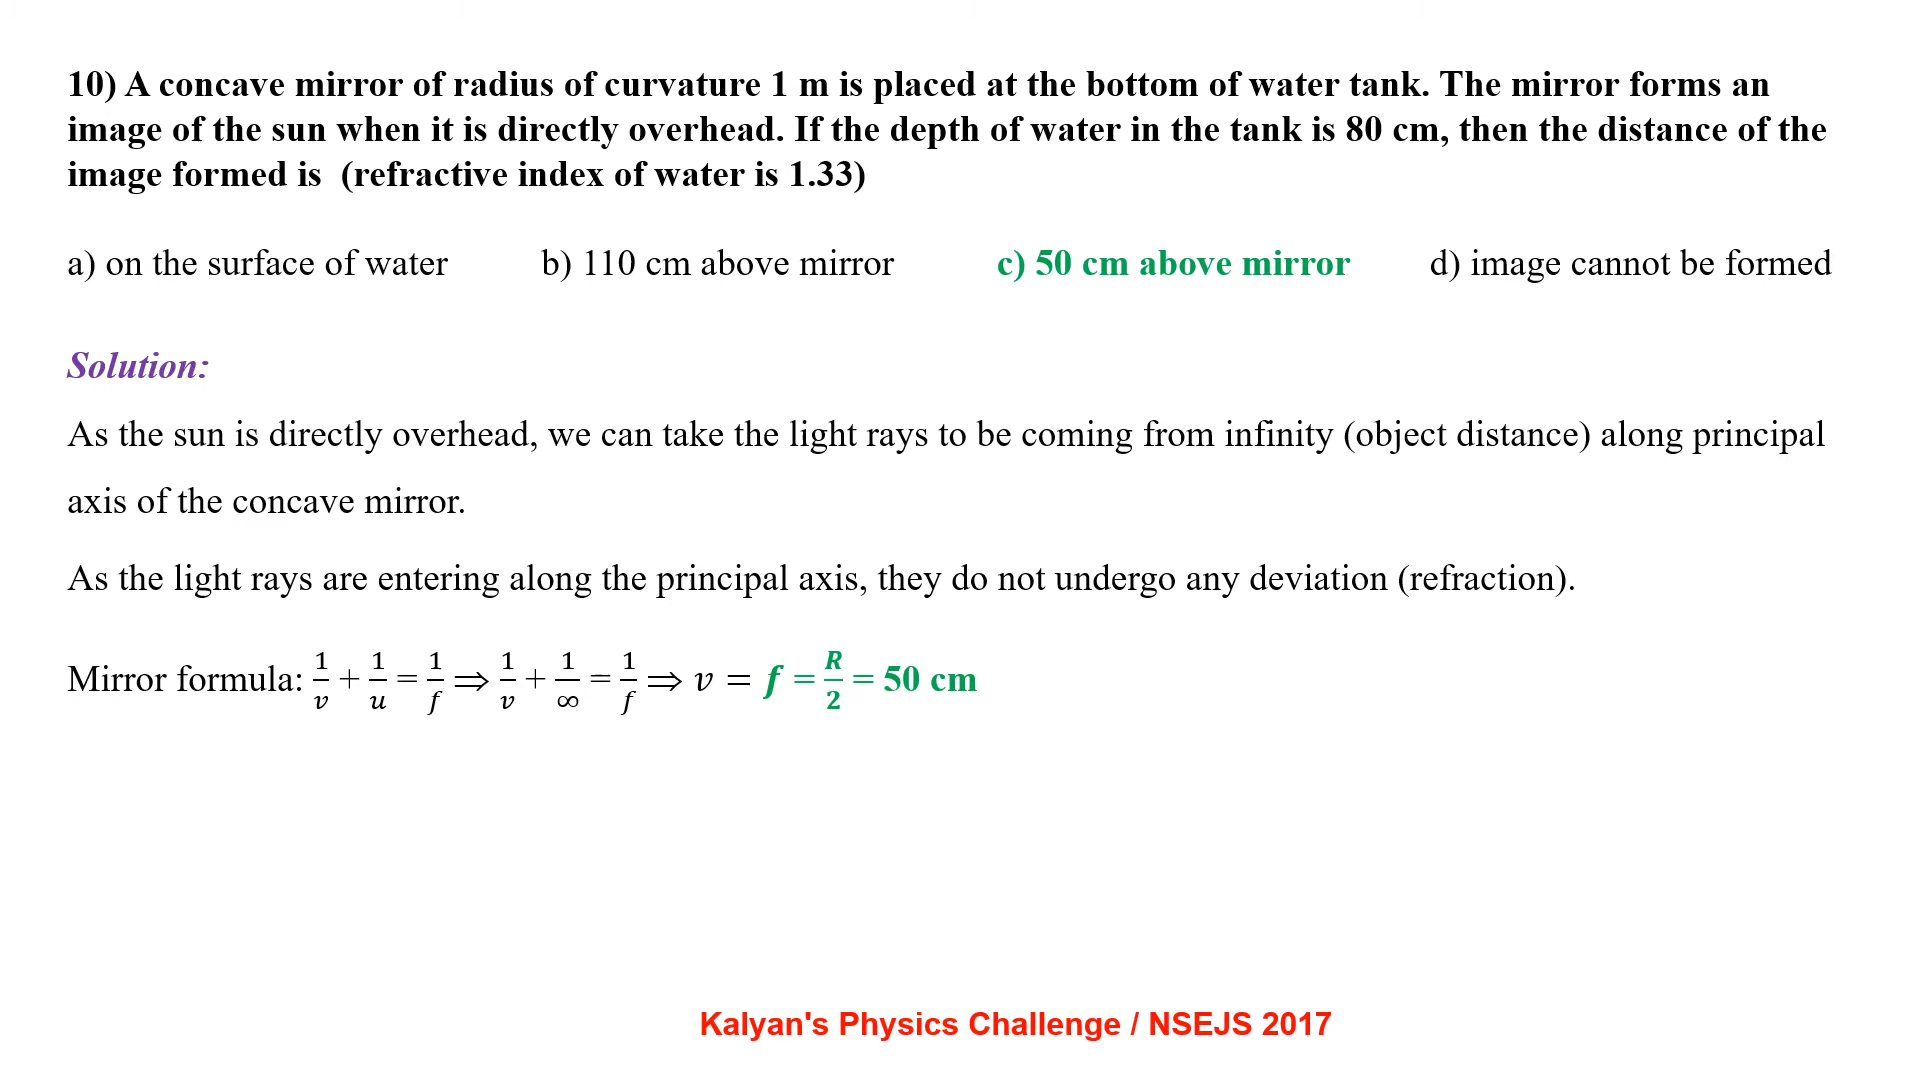 10) A concave mirror of radius of curvature 1 m is placed at the bottom of water tank. The mirror forms an
image of the sun when it is directly overhead. If the depth of water in the tank is 80 cm, then the distance of the
image formed is (refractive index of water is 1.33)
a) on the surface of water b) 110 cm above mirror c) 50 cm above mirror d) image cannot be formed
Solution:
As the sun is directly overhead, we can take the light rays to be coming from infinity (object distance) along principal
axis of the concave mirror.
As the light rays are entering along the principal axis, they do not undergo any deviation (refraction).
Mirror formula: 1/v + 1/u = 1/f ⟹ 1/v + 1/∞ = 1/f ⟹ v = f = R/2 = 50 cm
Kalyan's Physics Challenge / NSEJS 2017